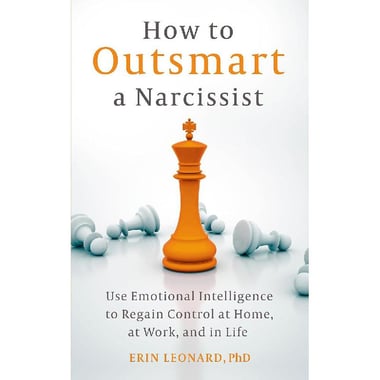 How to
Outsmart
a Narcissist
Use Emotional Intelligence
to Regain Control at Home,
at Work, and in Life
ERIN LEONARD, PhD